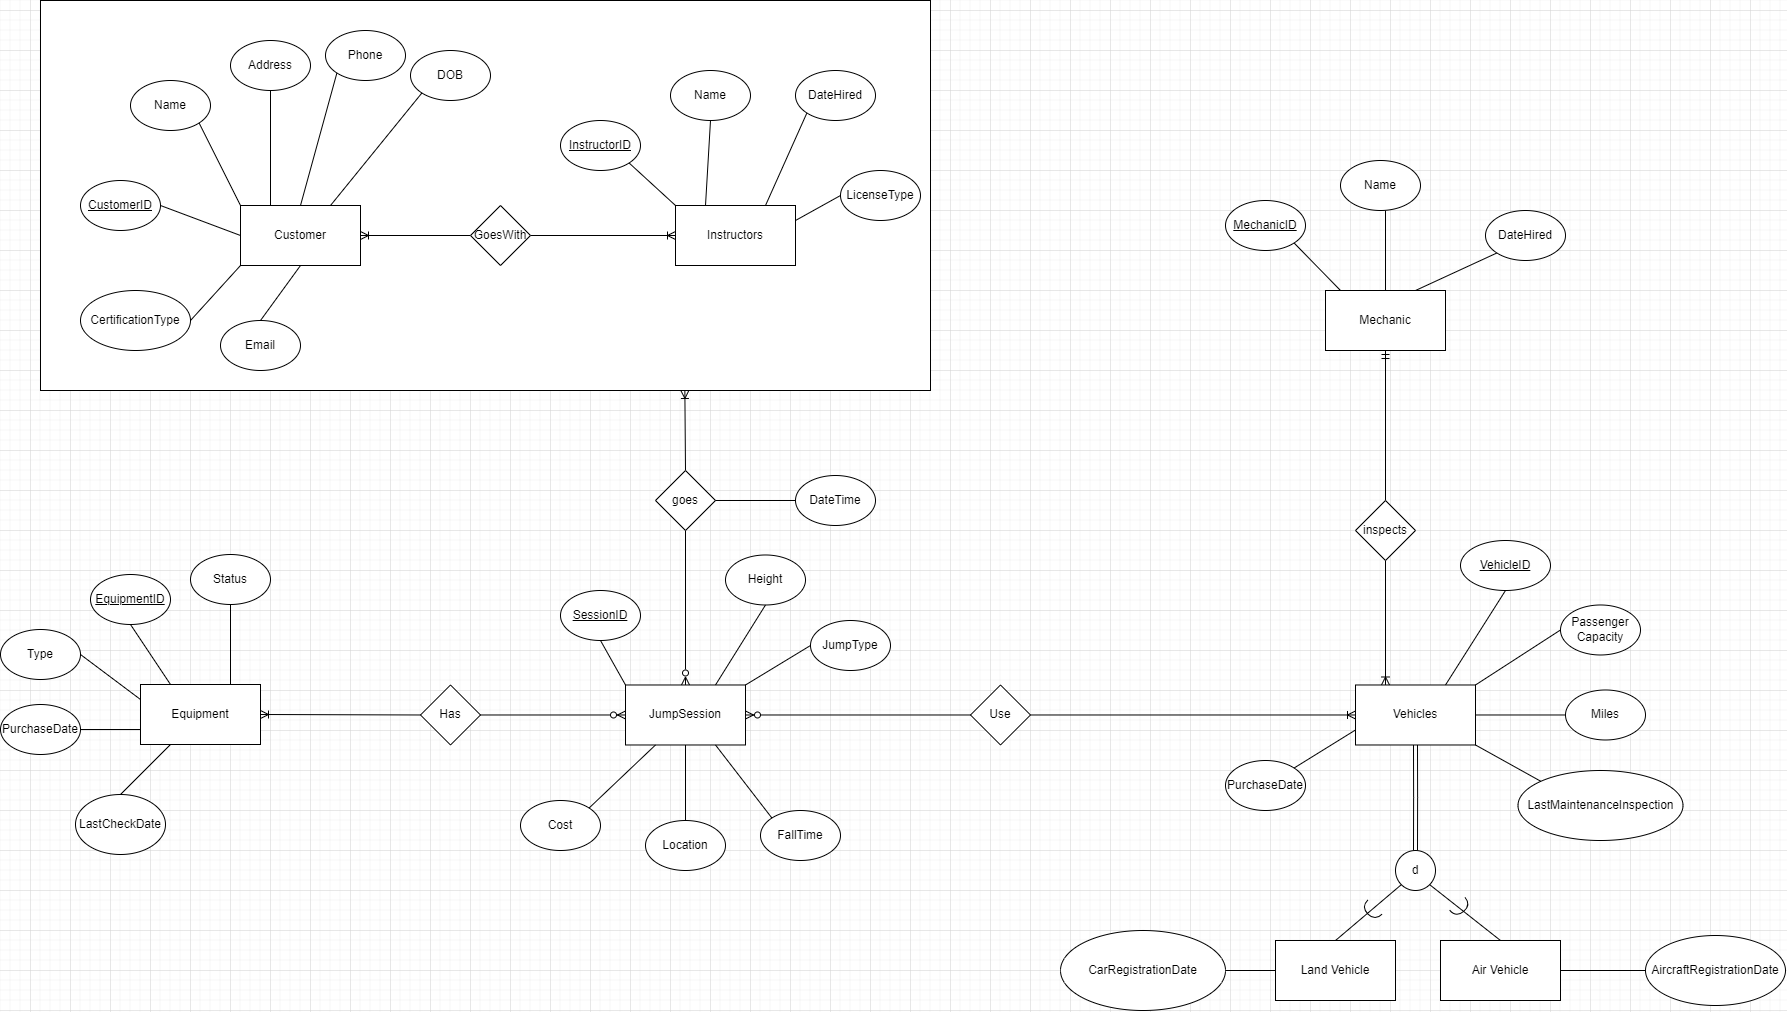 Phone
Address
DOB
Name
Name
DateHired
InstructorID
Name
LicenseType
CustomerID
MechanicID
Customer
GoesWith
Instructors
DateHired
CertificationType
Mechanic
Email
goes
DateTime
inspects
VehicleID
Status
Height
EquipmentID
SessionID
Passenger
Capacity
Type
JumpType
Equipment
Has
JumpSession
Use
Vehicles
Miles
PurchaseDate
PurchaseDate
LastMaintenanceInspection
LastCheckDate
Cost
FallTime
Location
d
CarRegistrationDate
Land Vehicle
Air Vehicle
AircraftRegistrationDate